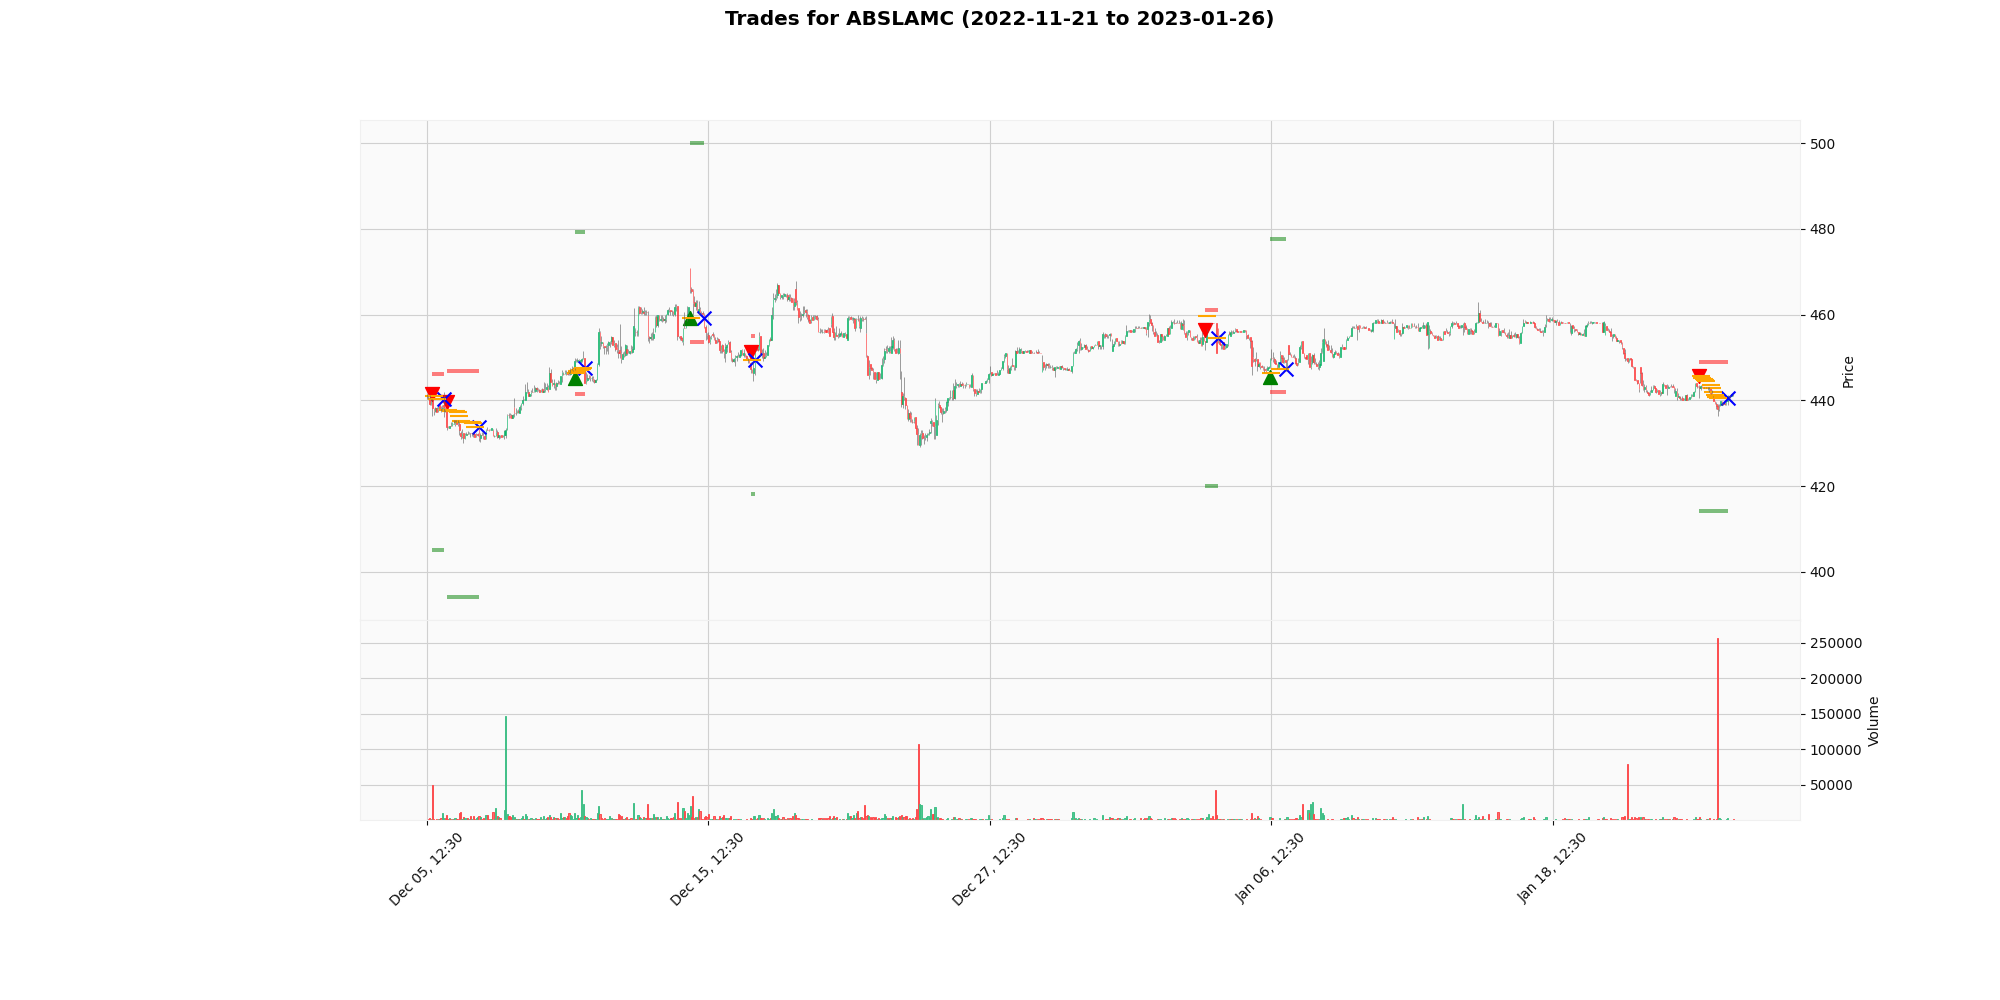 Trades for ABSLAMC (2022-11-21 to 2023-01-26)
500
480
460
440
420
400
Price
250000
200000
150000
100000
50000
Volume
Dec 05, 12:30
Dec 15, 12:30
Dec 27, 12:30
Jan 06, 12:30
Jan 18, 12:30